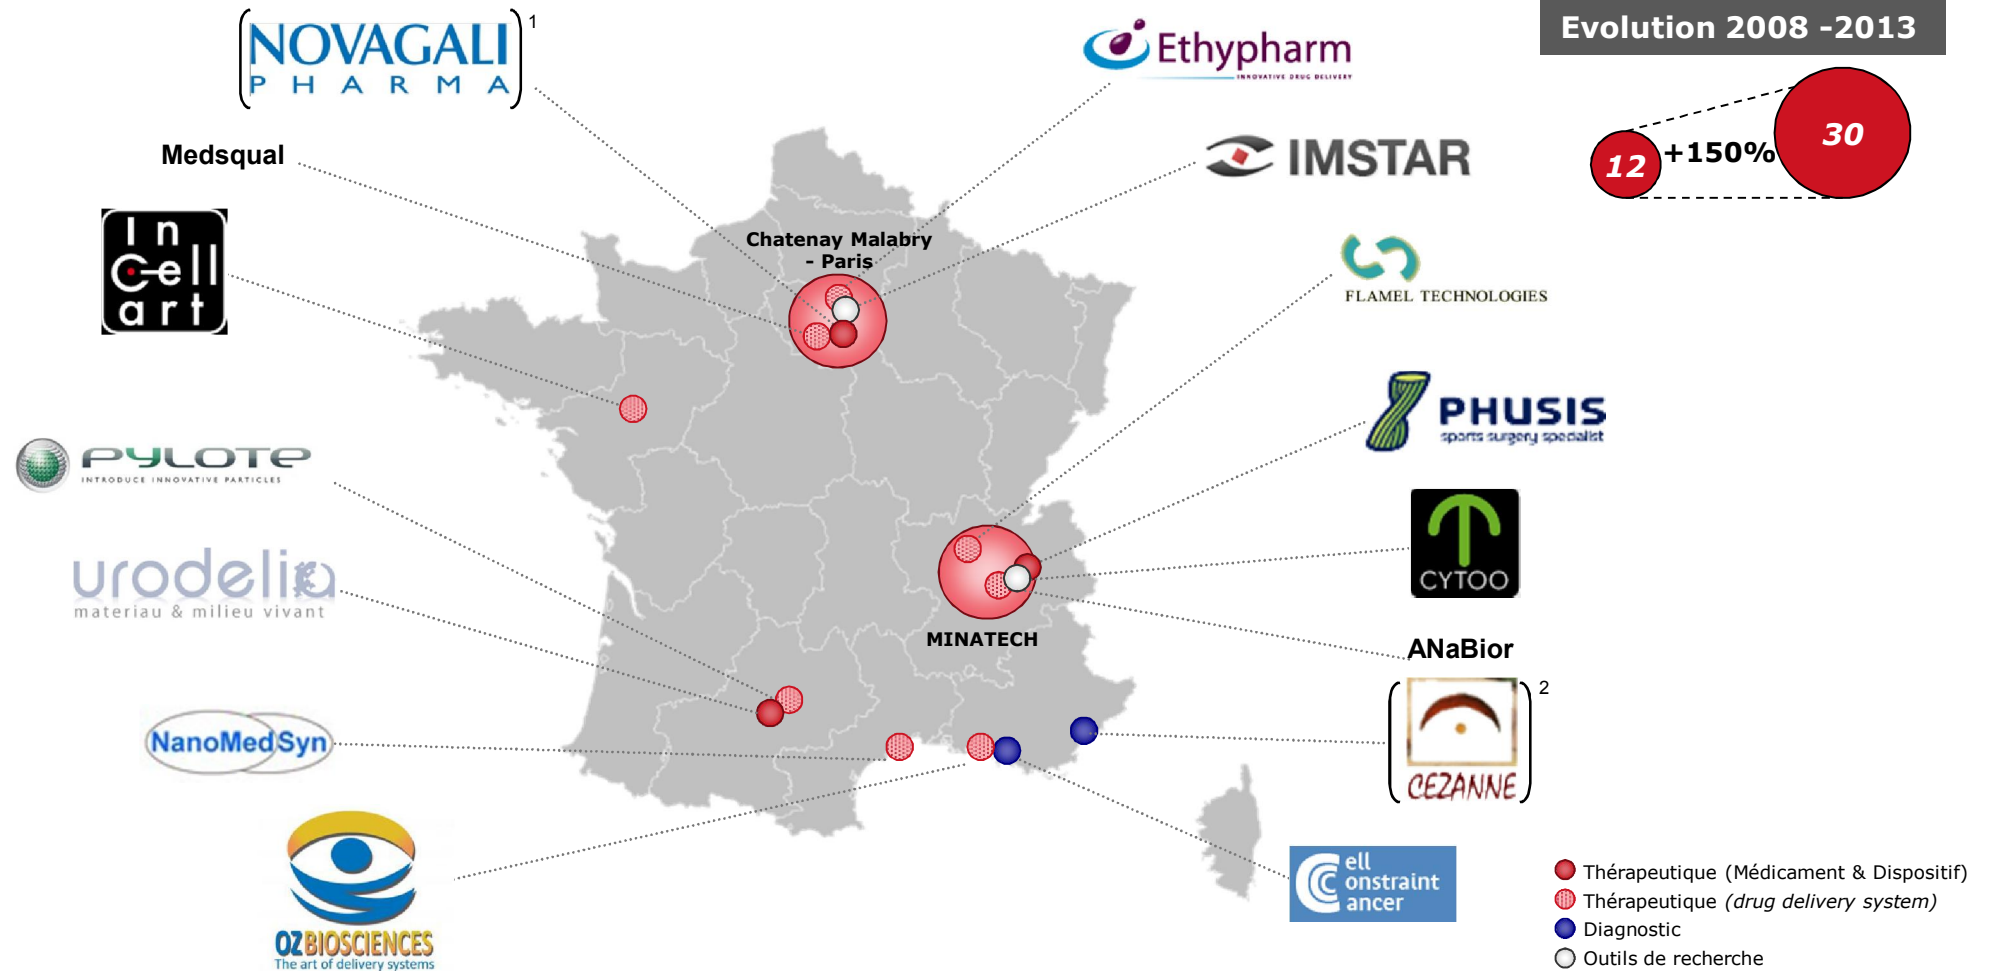 NOVAGALI
PHARMA
1
Ethypharm
INNOVATIVE DRUG DELIVERY
Evolution 2008 -2013
12
+150%
30
Medsqual
IMSTAR
In
Cell
art
Chatenay Malabry
- Paris
FLAMEL TECHNOLOGIES
PHUSIS
sports surgery specialist
PYLOTE
INTRODUCE INNOVATIVE PARTICLES
CYTOO
urodelia
materiau & milieu vivant
MINATECH
ANaBior
2
CEZANNE
NanoMedSyn
OZBIOSCIENCES
The art of delivery systems
Cell
Constraint
Cancer
Thérapeutique (Médicament & Dispositif)
Thérapeutique (drug delivery system)
Diagnostic
Outils de recherche